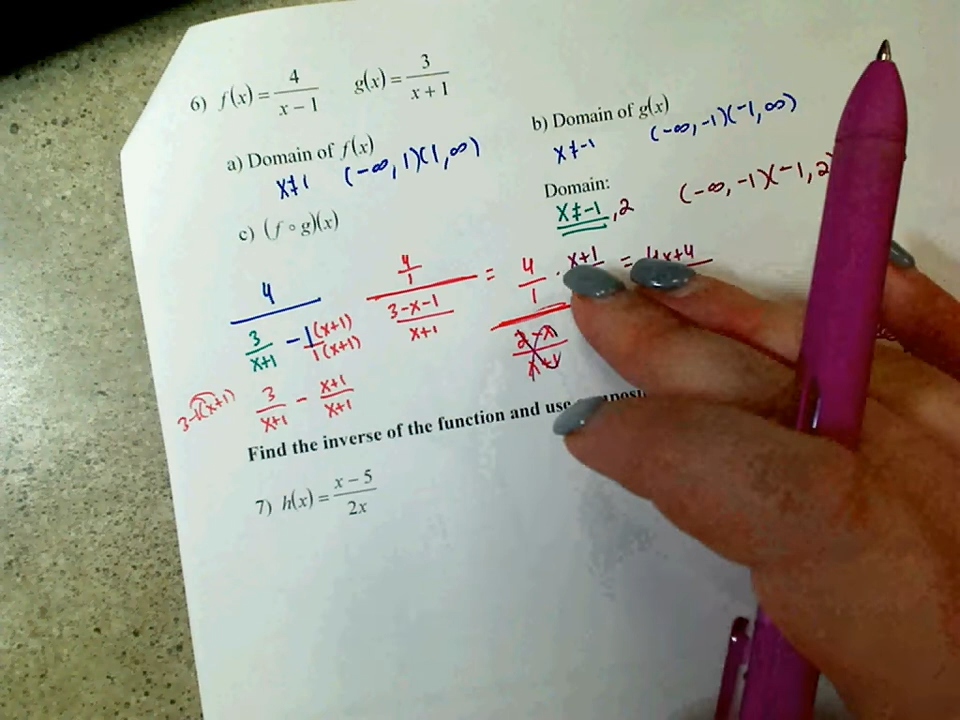 6) f(x) = 4/(x − 1) g(x) = 3/(x + 1)
a) Domain of f(x)
x≠1 (-∞, 1)(1, ∞)
b) Domain of g(x)
x≠-1 (-∞, -1)(-1, ∞)
Domain:
x≠-1, 2 (-∞, -1)(-1, 2)
c) (f ∘ g)(x)
4
3/(x+1) - 1(x+1)/1(x+1)
4/1
(3-x-1)/(x+1)
= 4/1 · x+1 = 4x+4
(2-x)/(x+1)
3-1(x+1) 3/(x+1) - (x+1)/(x+1)
Find the inverse of the function and use
7) h(x) = (x − 5)/2x